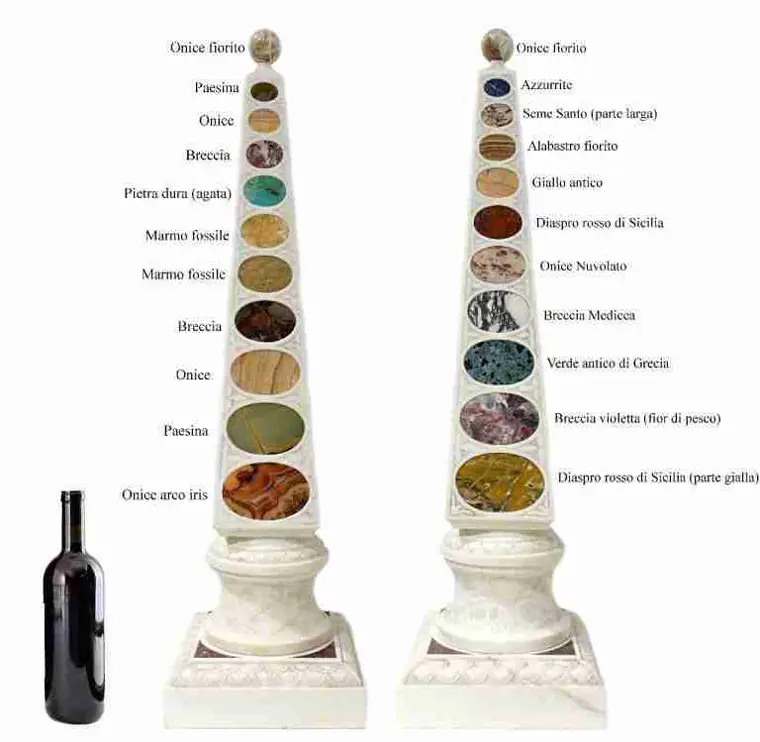 Onice fiorito
Paesina
Onice
Breccia
Pietra dura (agata)
Marmo fossile
Marmo fossile
Breccia
Onice
Paesina
Onice arco iris
Onice fiorito
Azzurrite
Seme Santo (parte larga)
Alabastro fiorito
Giallo antico
Diaspro rosso di Sicilia
Onice Nuvolato
Breccia Medicea
Verde antico di Grecia
Breccia violetta (fior di pesco)
Diaspro rosso di Sicilia (parte gialla)